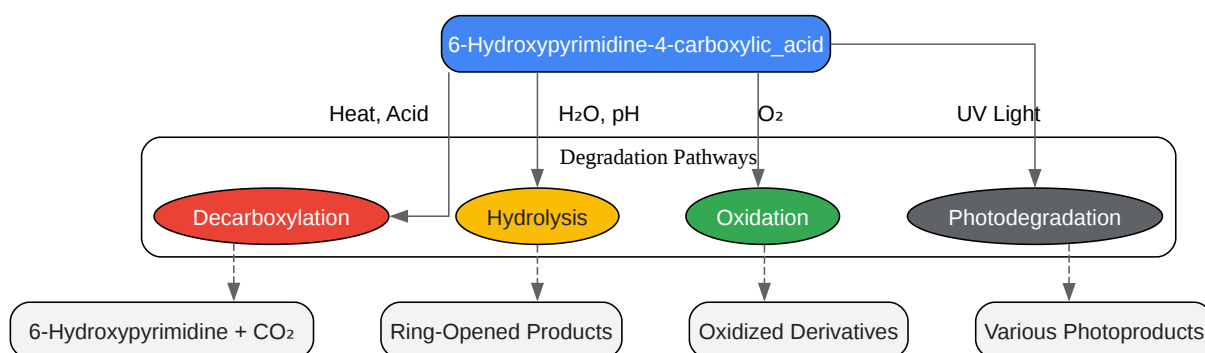 6-Hydroxypyrimidine-4-carboxylic_acid
Heat, Acid
H₂O, pH
O₂
UV Light
Degradation Pathways
Decarboxylation
Hydrolysis
Oxidation
Photodegradation
6-Hydroxypyrimidine + CO₂
Ring-Opened Products
Oxidized Derivatives
Various Photoproducts